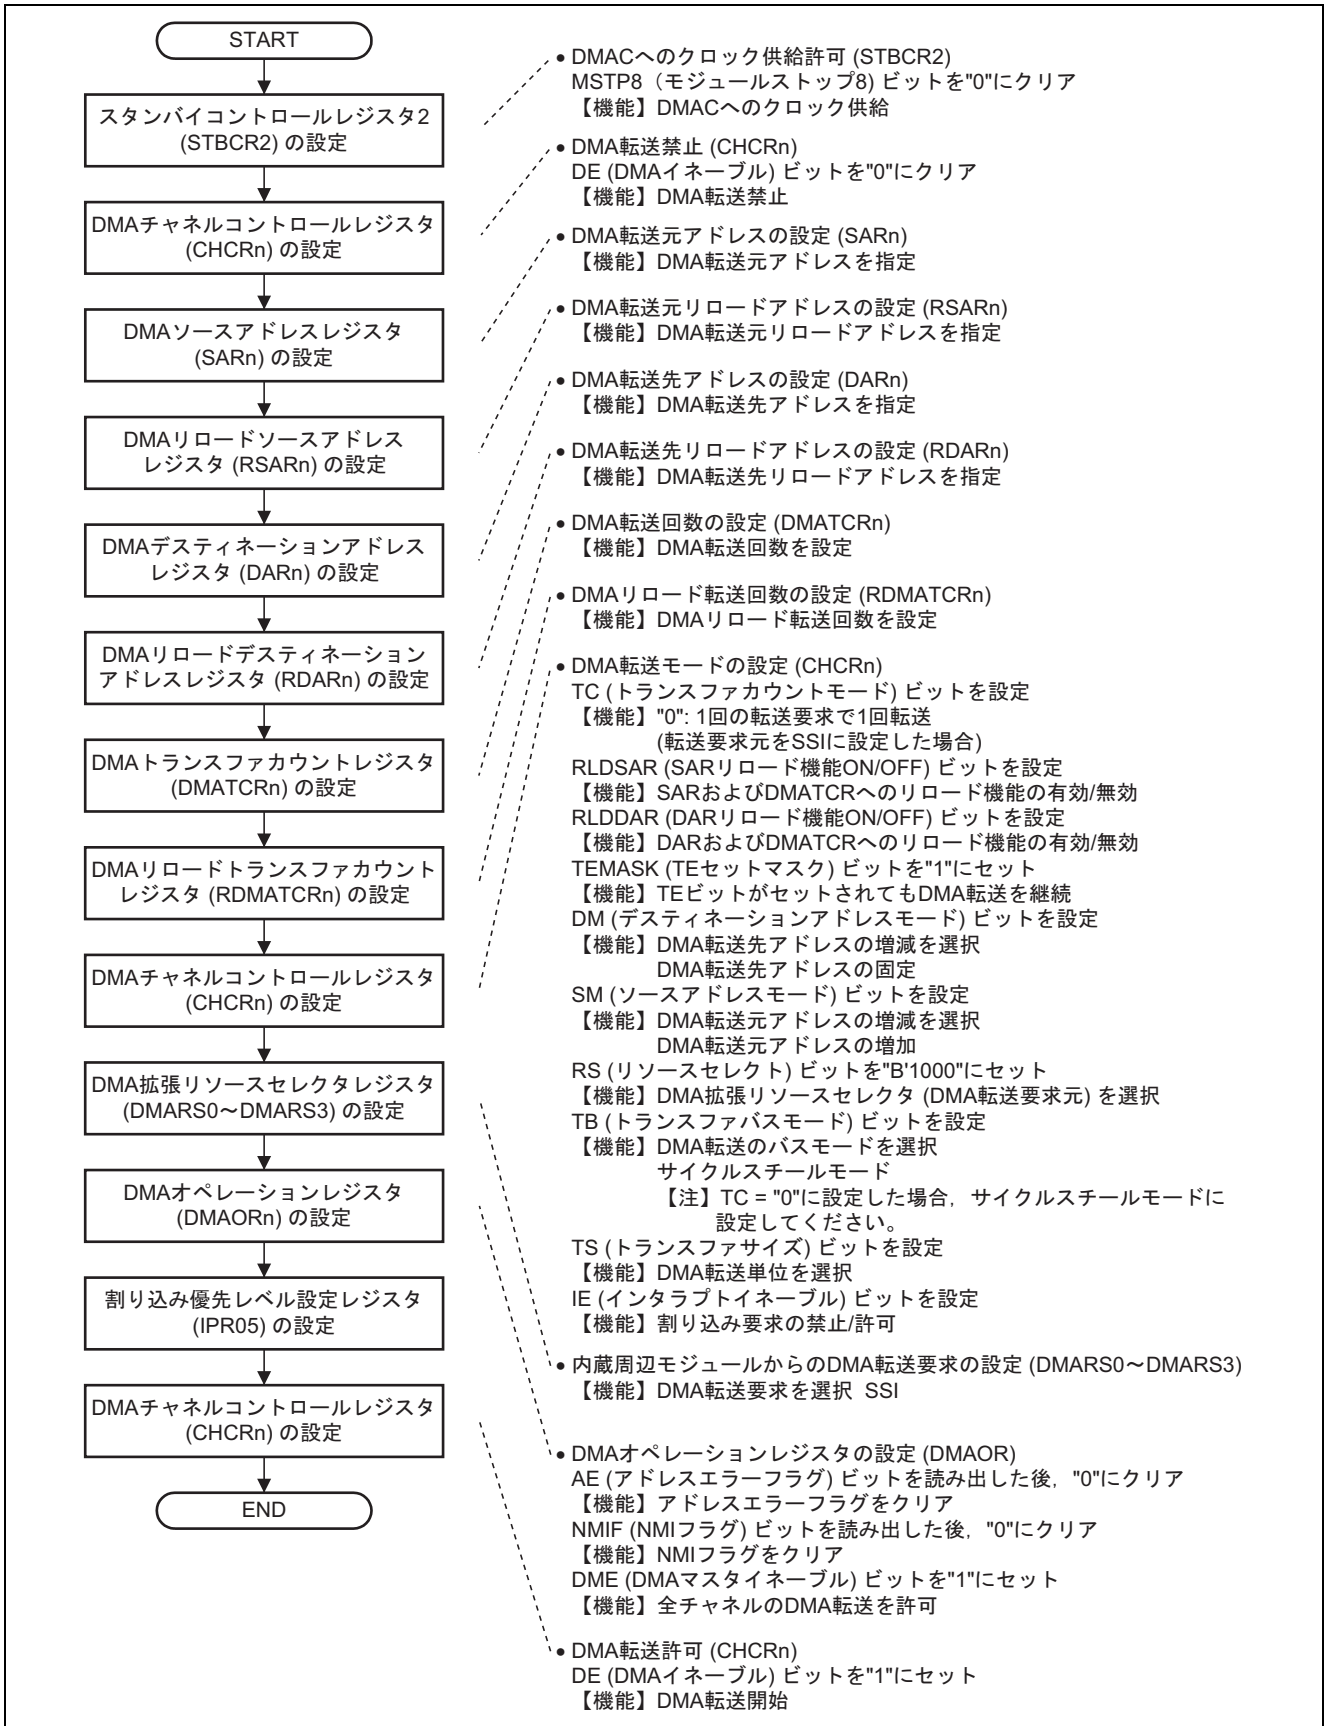 START
スタンバイコントロールレジスタ2
(STBCR2) の設定
DMAチャネルコントロールレジスタ
(CHCRn) の設定
DMAソースアドレスレジスタ
(SARn) の設定
DMAリロードソースアドレス
レジスタ (RSARn) の設定
DMAデスティネーションアドレス
レジスタ (DARn) の設定
DMAリロードデスティネーション
アドレスレジスタ (RDARn) の設定
DMAトランスファカウントレジスタ
(DMATCRn) の設定
DMAリロードトランスファカウント
レジスタ (RDMATCRn) の設定
DMAチャネルコントロールレジスタ
(CHCRn) の設定
DMA拡張リソースセレクタレジスタ
(DMARS0〜DMARS3) の設定
DMAオペレーションレジスタ
(DMAORn) の設定
割り込み優先レベル設定レジスタ
(IPR05) の設定
DMAチャネルコントロールレジスタ
(CHCRn) の設定
END
● DMACへのクロック供給許可 (STBCR2)
MSTP8（モジュールストップ8) ビットを"0"にクリア
【機能】DMACへのクロック供給
● DMA転送禁止 (CHCRn)
DE (DMAイネーブル) ビットを"0"にクリア
【機能】DMA転送禁止
● DMA転送元アドレスの設定 (SARn)
【機能】DMA転送元アドレスを指定
● DMA転送元リロードアドレスの設定 (RSARn)
【機能】DMA転送元リロードアドレスを指定
● DMA転送先アドレスの設定 (DARn)
【機能】DMA転送先アドレスを指定
● DMA転送先リロードアドレスの設定 (RDARn)
【機能】DMA転送先リロードアドレスを指定
● DMA転送回数の設定 (DMATCRn)
【機能】DMA転送回数を設定
● DMAリロード転送回数の設定 (RDMATCRn)
【機能】DMAリロード転送回数を設定
● DMA転送モードの設定 (CHCRn)
TC (トランスファカウントモード) ビットを設定
【機能】"0": 1回の転送要求で1回転送
(転送要求元をSSIに設定した場合)
RLDSAR (SARリロード機能ON/OFF) ビットを設定
【機能】SARおよびDMATCRへのリロード機能の有効/無効
RLDDAR (DARリロード機能ON/OFF) ビットを設定
【機能】DARおよびDMATCRへのリロード機能の有効/無効
TEMASK (TEセットマスク) ビットを"1"にセット
【機能】TEビットがセットされてもDMA転送を継続
DM (デスティネーションアドレスモード) ビットを設定
【機能】DMA転送先アドレスの増減を選択
DMA転送先アドレスの固定
SM (ソースアドレスモード) ビットを設定
【機能】DMA転送元アドレスの増減を選択
DMA転送元アドレスの増加
RS (リソースセレクト) ビットを"B'1000"にセット
【機能】DMA拡張リソースセレクタ (DMA転送要求元) を選択
TB (トランスファバスモード) ビットを設定
【機能】DMA転送のバスモードを選択
サイクルスチールモード
【注】TC = "0"に設定した場合，サイクルスチールモードに
設定してください。
TS (トランスファサイズ) ビットを設定
【機能】DMA転送単位を選択
IE (インタラプトイネーブル) ビットを設定
【機能】割り込み要求の禁止/許可
● 内蔵周辺モジュールからのDMA転送要求の設定 (DMARS0〜DMARS3)
【機能】DMA転送要求を選択 SSI
● DMAオペレーションレジスタの設定 (DMAOR)
AE (アドレスエラーフラグ) ビットを読み出した後，"0"にクリア
【機能】アドレスエラーフラグをクリア
NMIF (NMIフラグ) ビットを読み出した後，"0"にクリア
【機能】NMIフラグをクリア
DME (DMAマスタイネーブル) ビットを"1"にセット
【機能】全チャネルのDMA転送を許可
● DMA転送許可 (CHCRn)
DE (DMAイネーブル) ビットを"1"にセット
【機能】DMA転送開始